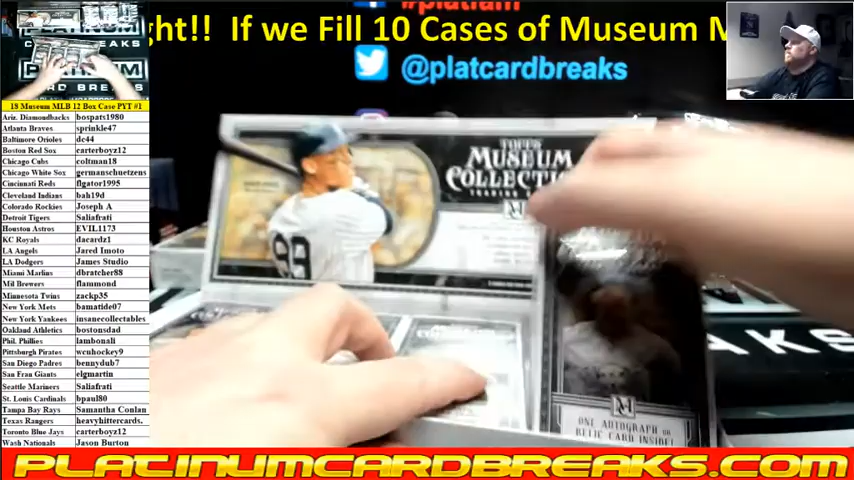 ght!! If we Fill 10 Cases of Museum M
@platcardbreaks
18 Museum MLB 12 Box Case PYT #1
Ariz. Diamondbacks bospats1980
Atlanta Braves sprinkle47
Baltimore Orioles dc44
Boston Red Sox carterboyz12
Chicago Cubs coltman18
Chicago White Sox germanschuetzens
Cincinnati Reds flgator1995
Cleveland Indians bah19d
Colorado Rockies Joseph A
Detroit Tigers Saliafrati
Houston Astros EVIL1173
KC Royals dacardz1
LA Angels Jared Imoto
LA Dodgers James Studio
Miami Marlins dbratcher88
Mil Brewers flammond
Minnesota Twins zackp35
New York Mets bamatide07
New York Yankees insanecollectables
Oakland Athletics bostonsdad
Phil. Phillies lambonali
Pittsburgh Pirates wcnhockey9
San Diego Padres bennydub7
San Fran Giants elgmartin
Seattle Mariners Saliafrati
St. Louis Cardinals bpaul80
Tampa Bay Rays Samantha Conlan
Texas Rangers heavyhittercards.
Toronto Blue Jays carterboyz12
Wash Nationals Jason Burton
TOPPS
MUSEUM
COLLECTI
99
M
ONE AUTOGRAPH OR
RELIC CARD INSIDE!
AKS
PLATINUMCARDBREAKS.COM